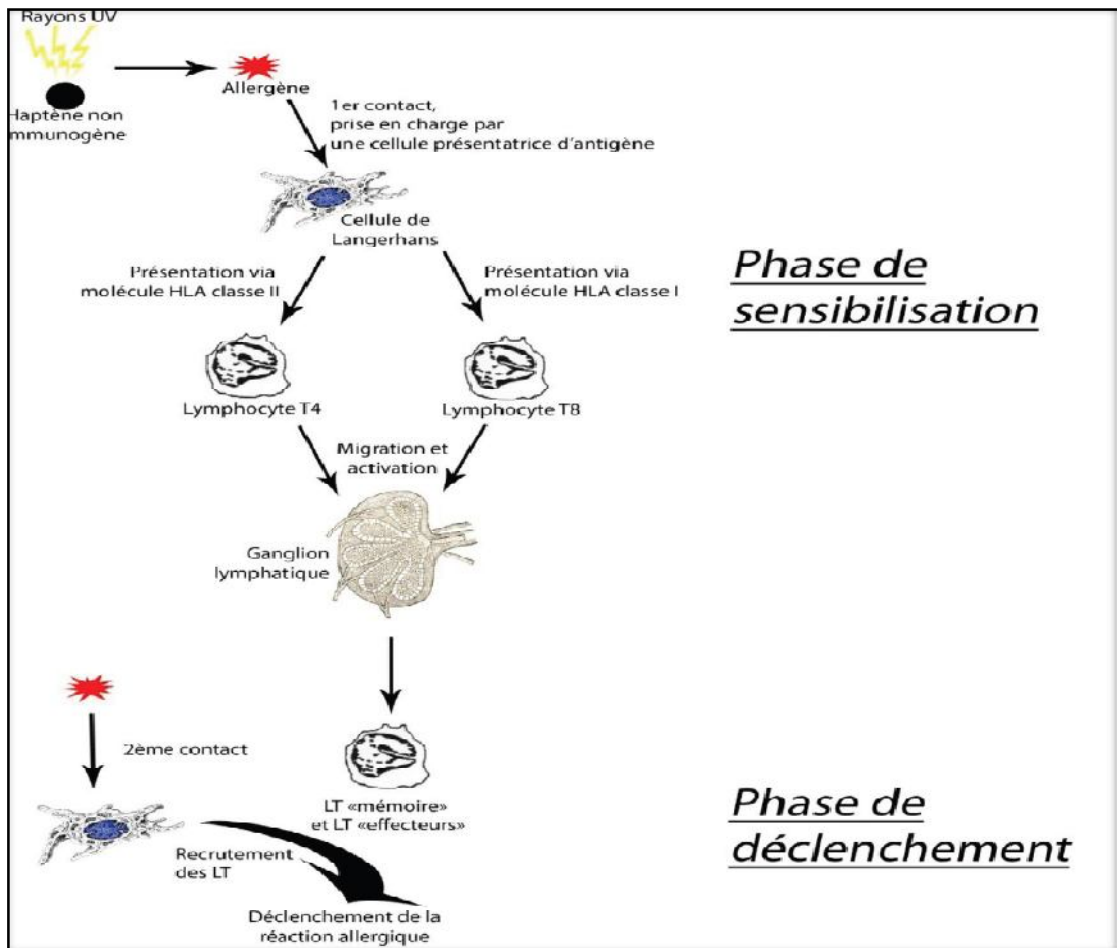 Rayons UV
Haptène non
mmunogène
Allergène
1er contact,
prise en charge par
une cellule présentatrice d'antigène
Cellule de
Langerhans
Présentation via
molécule HLA classe II
Présentation via
molécule HLA classe I
Phase de
sensibilisation
Lymphocyte T4
Lymphocyte T8
Migration et
activation
Ganglion
lymphatique
2ème contact
LT «mémoire»
et LT «effecteurs»
Phase de
déclenchement
Recrutement
des LT
Déclenchement de la
réaction allergique